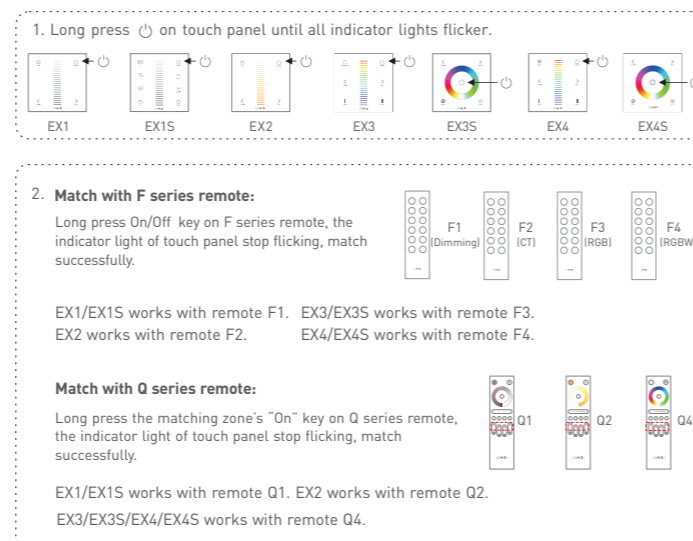 1. Long press on touch panel until all indicator lights flicker.
EX1 EX1S EX2 EX3 EX3S EX4 EX4S
2. Match with F series remote:
Long press On/Off key on F series remote, the
indicator light of touch panel stop flicking, match
successfully.
F1 F2 F3 F4
(Dimming) (CT) (RGB) (RGBW
EX1/EX1S works with remote F1. EX3/EX3S works with remote F3.
EX2 works with remote F2. EX4/EX4S works with remote F4.
Match with Q series remote:
Long press the matching zone's "On" key on Q series remote,
the indicator light of touch panel stop flicking, match
successfully.
Q1 Q2 Q4
EX1/EX1S works with remote Q1. EX2 works with remote Q2.
EX3/EX3S/EX4/EX4S works with remote Q4.